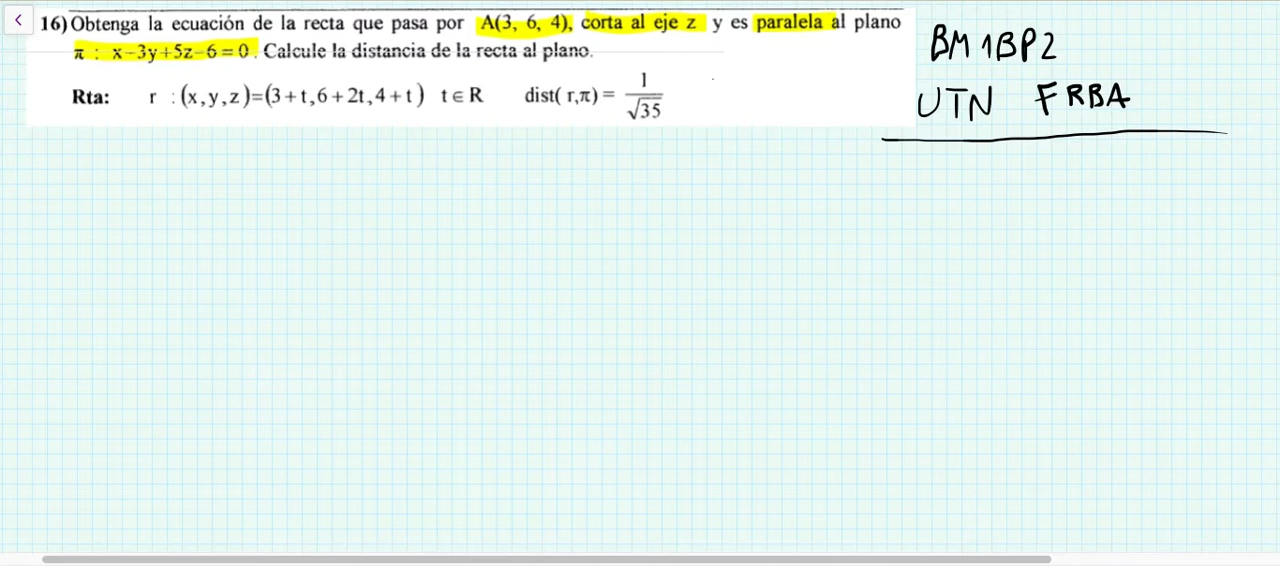 16) Obtenga la ecuación de la recta que pasa por A(3, 6, 4), corta al eje z y es paralela al plano
π : x−3y+5z−6=0. Calcule la distancia de la recta al plano.
Rta: r : (x,y,z)=(3+t,6+2t,4+t) t∈R dist( r,π) = 1/√35
BM1BP2
UTN FRBA